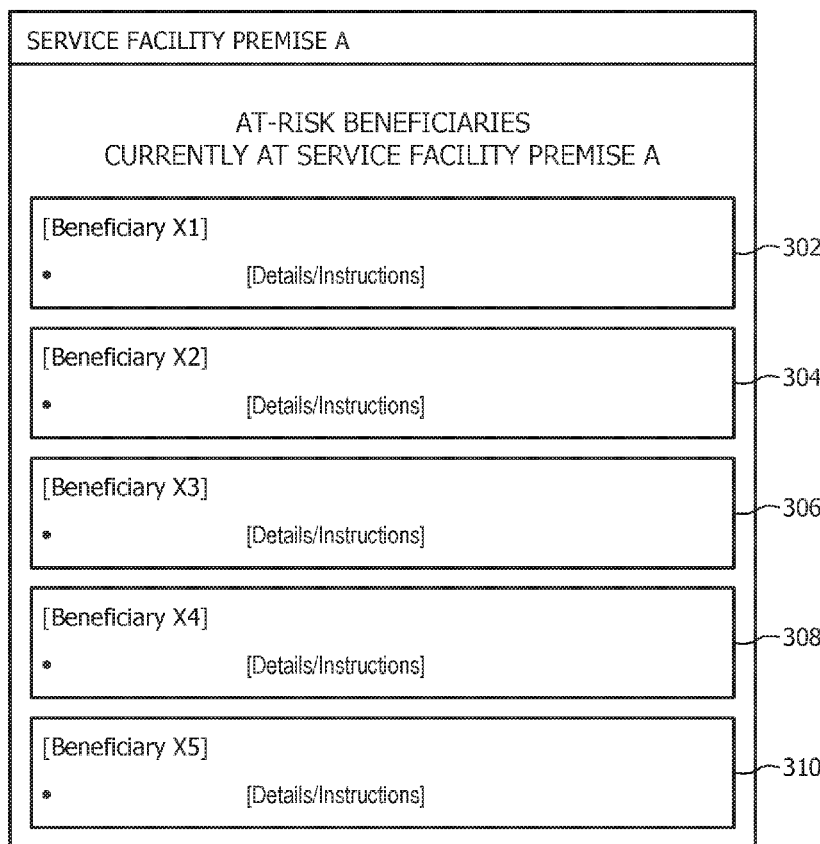 SERVICE FACILITY PREMISE A
AT-RISK BENEFICIARIES
CURRENTLY AT SERVICE FACILITY PREMISE A
[Beneficiary X1]
• [Details/Instructions]
302
[Beneficiary X2]
• [Details/Instructions]
304
[Beneficiary X3]
• [Details/Instructions]
306
[Beneficiary X4]
• [Details/Instructions]
308
[Beneficiary X5]
• [Details/Instructions]
310